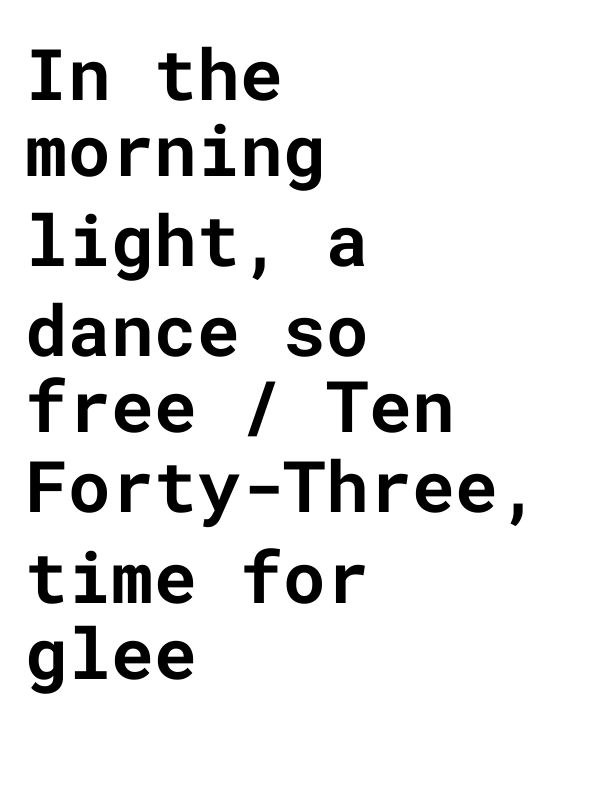 In the
morning
light, a
dance so
free / Ten
Forty-Three,
time for
glee